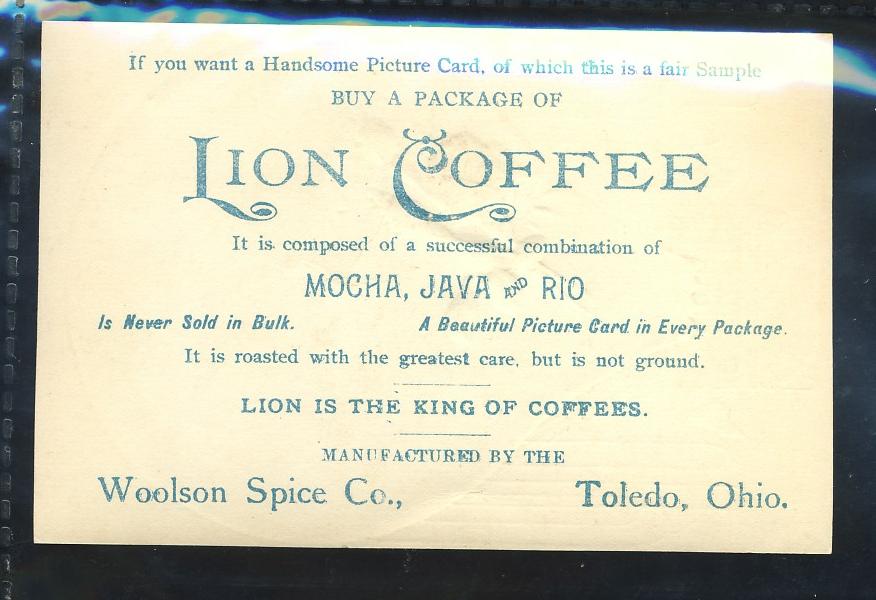 If you want a Handsome Picture Card, of which this is a fair Sample
BUY A PACKAGE OF
LION COFFEE
It is composed of a successful combination of
MOCHA, JAVA AND RIO
Is Never Sold in Bulk. A Beautiful Picture Card in Every Package.
It is roasted with the greatest care, but is not ground.
LION IS THE KING OF COFFEES.
MANUFACTURED BY THE
Woolson Spice Co., Toledo, Ohio.